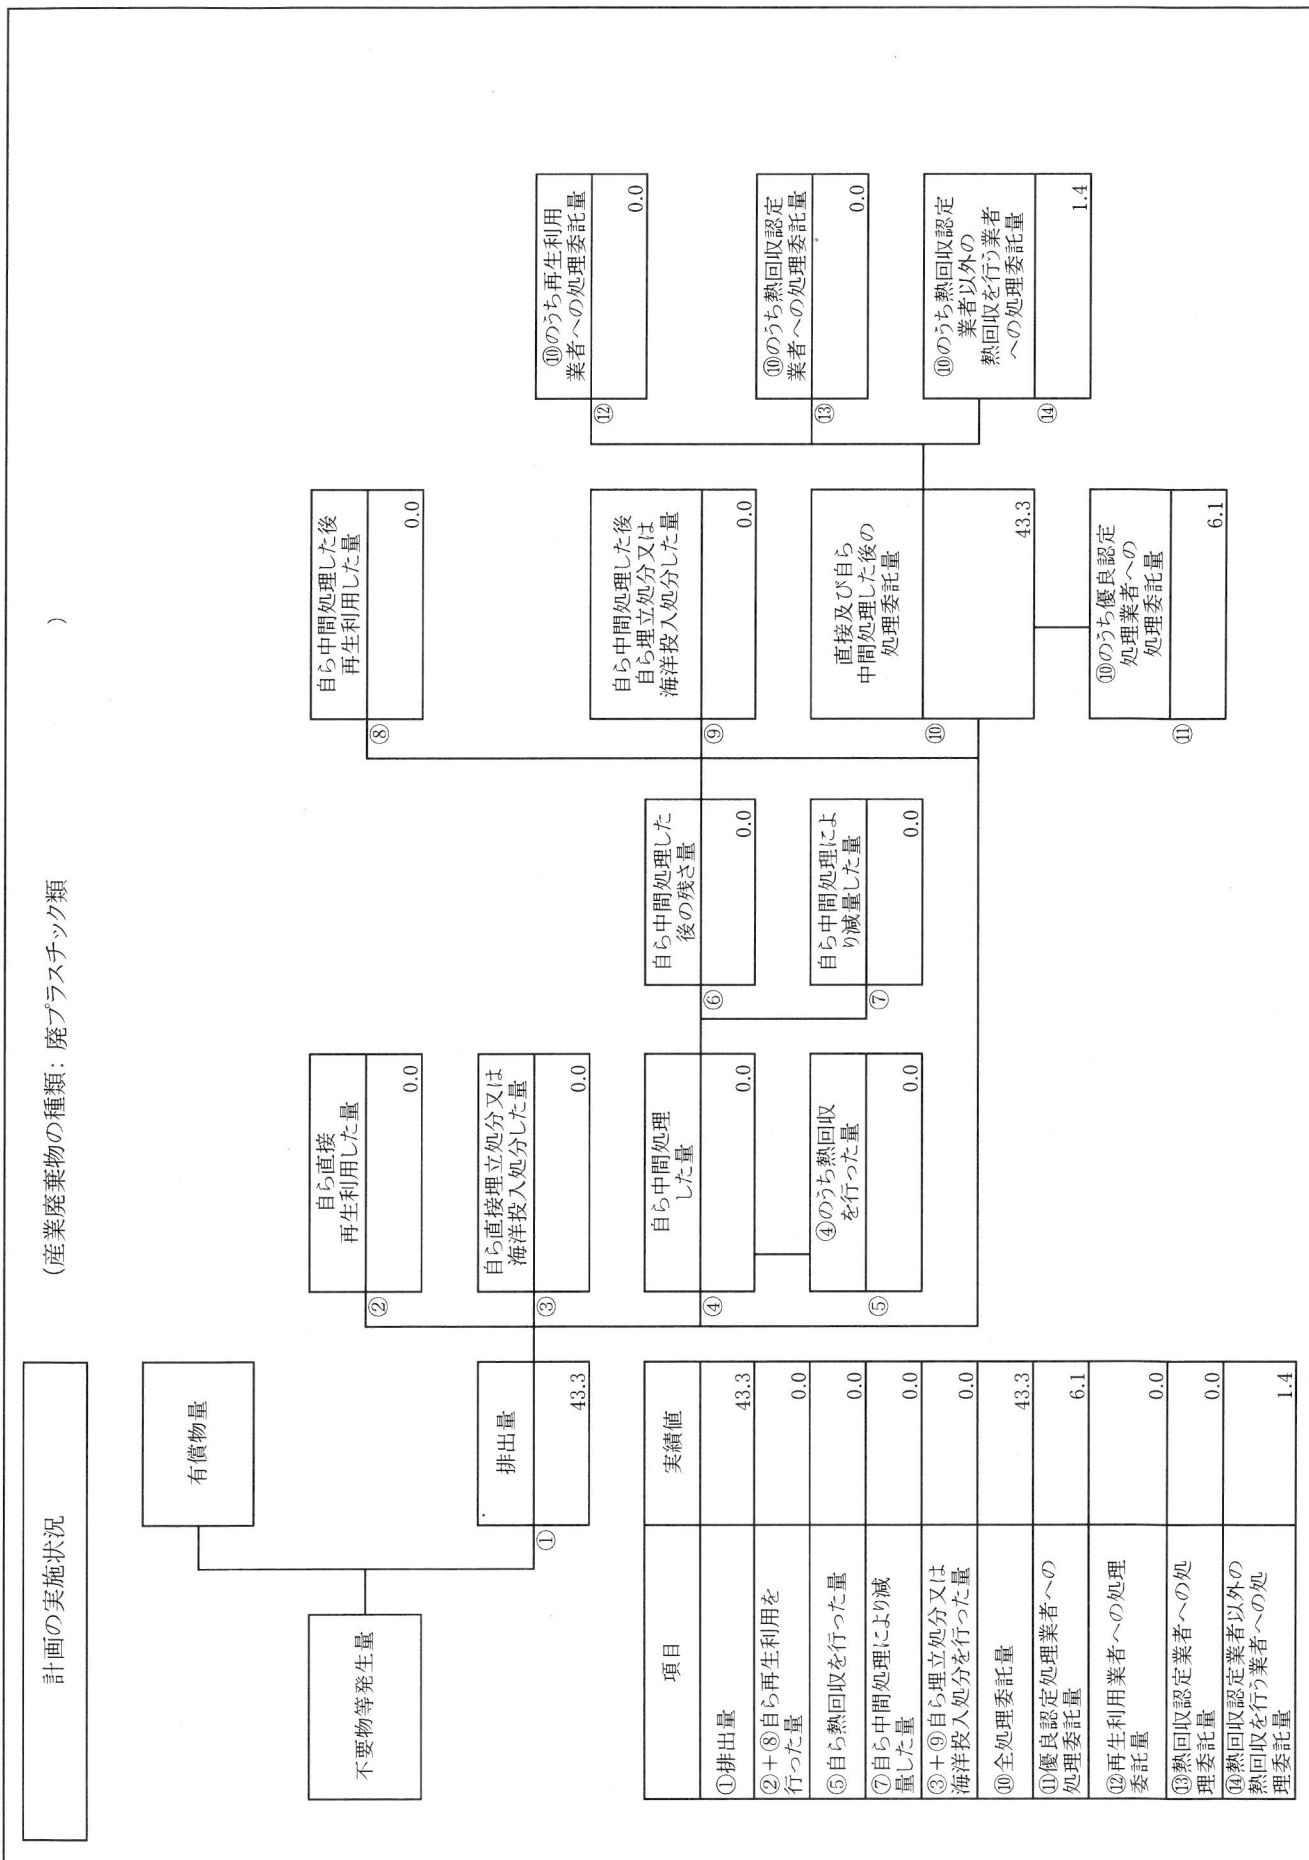 計画の実施状況
(産業廃棄物の種類：廃プラスチック類 )
不要物等発生量
有償物量
①
排出量
43.3
②
自ら直接
再生利用した量
0.0
③
自ら直接埋立処分又は
海洋投入処分した量
0.0
④
自ら中間処理
した量
0.0
⑤
④のうち熱回収
を行った量
0.0
⑥
自ら中間処理した
後の残さ量
0.0
⑦
自ら中間処理によ
り減量した量
0.0
⑧
自ら中間処理した後
再生利用した量
0.0
⑨
自ら中間処理した後
自ら埋立処分又は
海洋投入処分した量
0.0
⑩
直接及び自ら
中間処理した後の
処理委託量
43.3
⑪
⑩のうち優良認定
処理業者への
処理委託量
6.1
⑫
⑩のうち再生利用
業者への処理委託量
0.0
⑬
⑩のうち熱回収認定
業者への処理委託量
0.0
⑭
⑩のうち熱回収認定
業者以外の
熱回収を行う業者
への処理委託量
1.4
項目 実績値
①排出量 43.3
②+⑧自ら再生利用を
行った量 0.0
⑤自ら熱回収を行った量 0.0
⑦自ら中間処理により減
量した量 0.0
③+⑨自ら埋立処分又は
海洋投入処分を行った量 0.0
⑩全処理委託量 43.3
⑪優良認定処理業者への
処理委託量 6.1
⑫再生利用業者への処理
委託量 0.0
⑬熱回収認定業者への処
理委託量 0.0
⑭熱回収認定業者以外の
熱回収を行う業者への処
理委託量 1.4